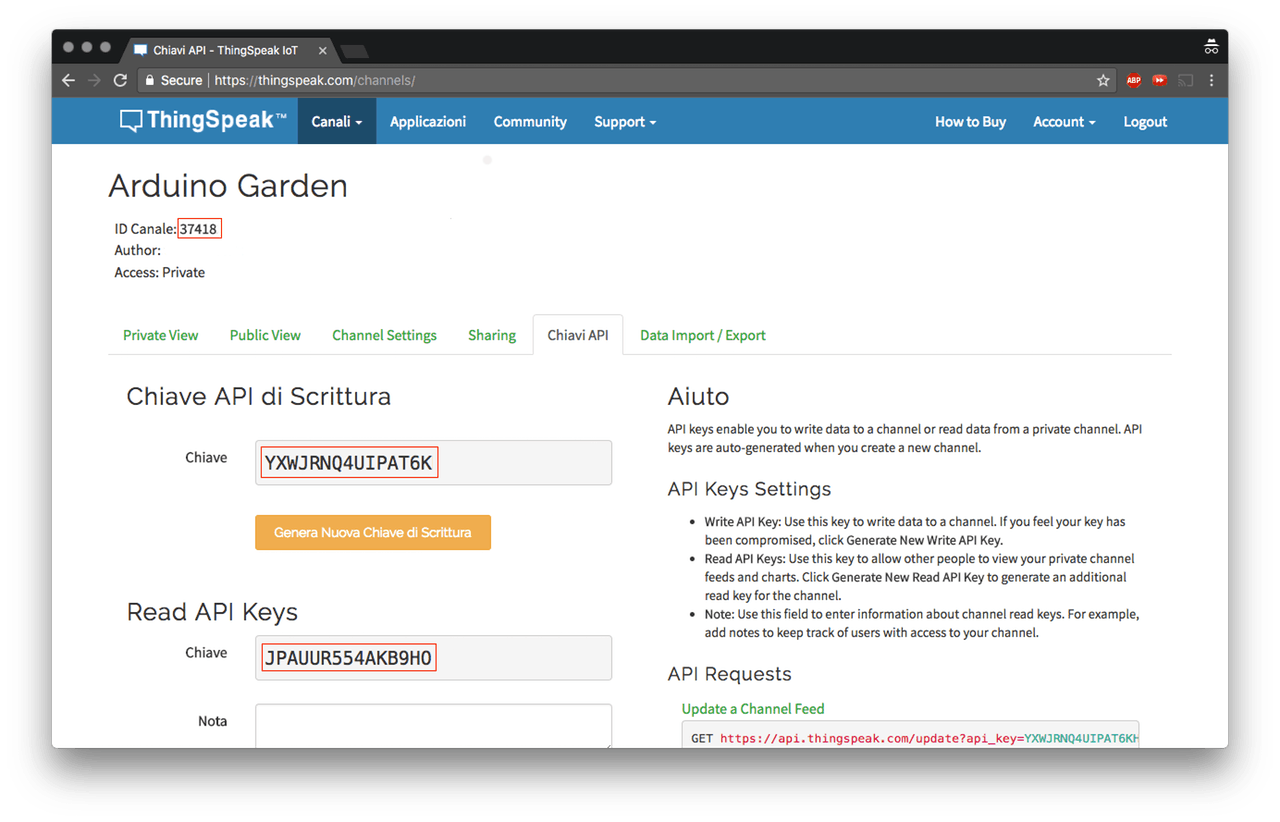 Chiavi API - ThingSpeak IoT
Secure https://thingspeak.com/channels/
ABP
ThingSpeak™ Canali Applicazioni Community Support How to Buy Account Logout
Arduino Garden
ID Canale: 37418
Author:
Access: Private
Private View Public View Channel Settings Sharing Chiavi API Data Import / Export
Chiave API di Scrittura
Chiave YXWJRNQ4UIPAT6K
Genera Nuova Chiave di Scrittura
Read API Keys
Chiave JPAUUR554AKB9HO
Nota
Aiuto
API keys enable you to write data to a channel or read data from a private channel. API
keys are auto-generated when you create a new channel.
API Keys Settings
• Write API Key: Use this key to write data to a channel. If you feel your key has
been compromised, click Generate New Write API Key.
• Read API Keys: Use this key to allow other people to view your private channel
feeds and charts. Click Generate New Read API Key to generate an additional
read key for the channel.
• Note: Use this field to enter information about channel read keys. For example,
add notes to keep track of users with access to your channel.
API Requests
Update a Channel Feed
GET https://api.thingspeak.com/update?api_key=YXWJRNQ4UIPAT6K